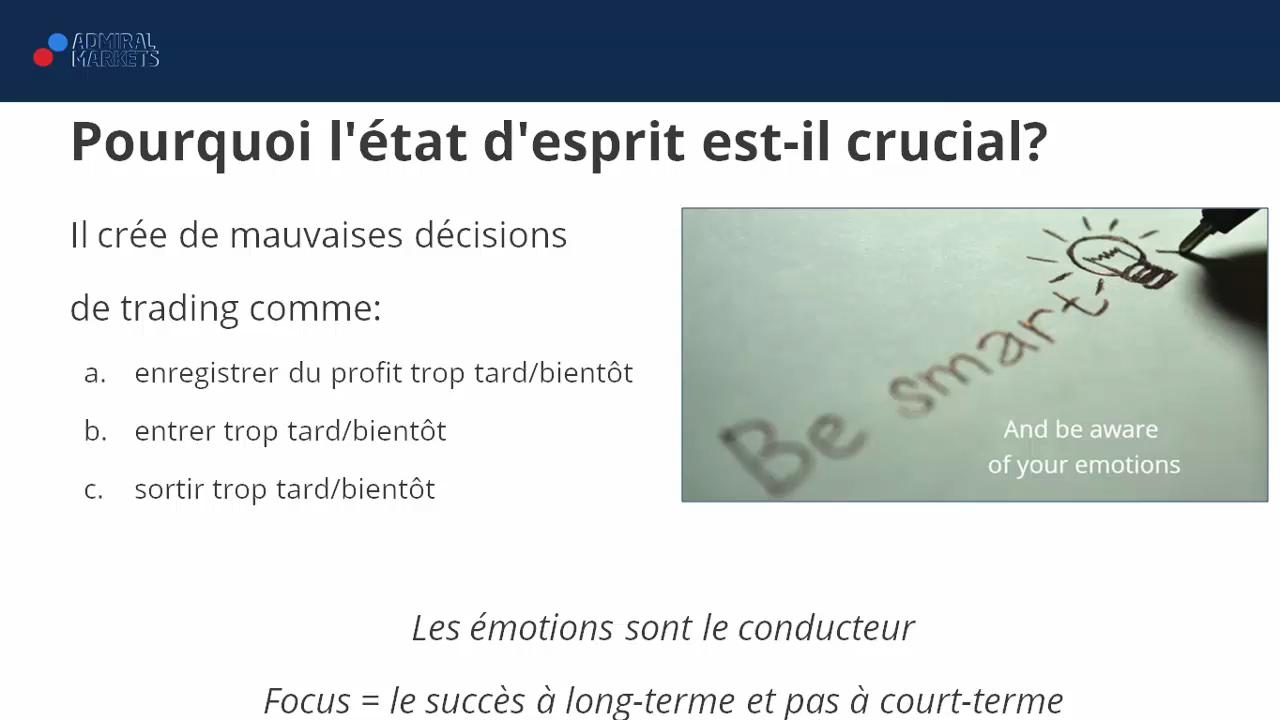 ADMIRAL
MARKETS
Pourquoi l'état d'esprit est-il crucial?
Il crée de mauvaises décisions
de trading comme:
a. enregistrer du profit trop tard/bientôt
b. entrer trop tard/bientôt
c. sortir trop tard/bientôt
Be smart
And be aware
of your emotions
Les émotions sont le conducteur
Focus = le succès à long-terme et pas à court-terme